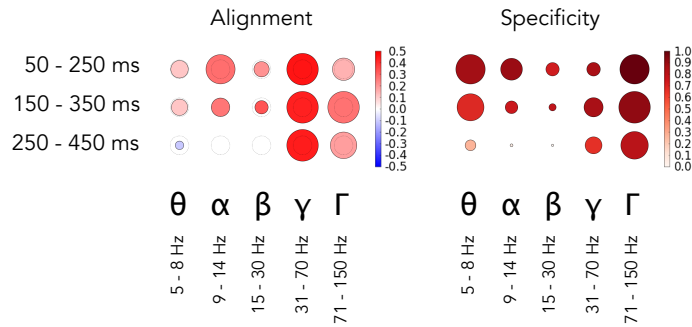 Alignment
Specificity
50 - 250 ms
150 - 350 ms
250 - 450 ms
0.5
0.4
0.3
0.2
0.1
0.0
-0.1
-0.2
-0.3
-0.4
-0.5
1.0
0.9
0.8
0.7
0.6
0.5
0.4
0.3
0.2
0.1
0.0
θ α β γ Γ
5 - 8 Hz
9 - 14 Hz
15 - 30 Hz
31 - 70 Hz
71 - 150 Hz
θ α β γ Γ
5 - 8 Hz
9 - 14 Hz
15 - 30 Hz
31 - 70 Hz
71 - 150 Hz